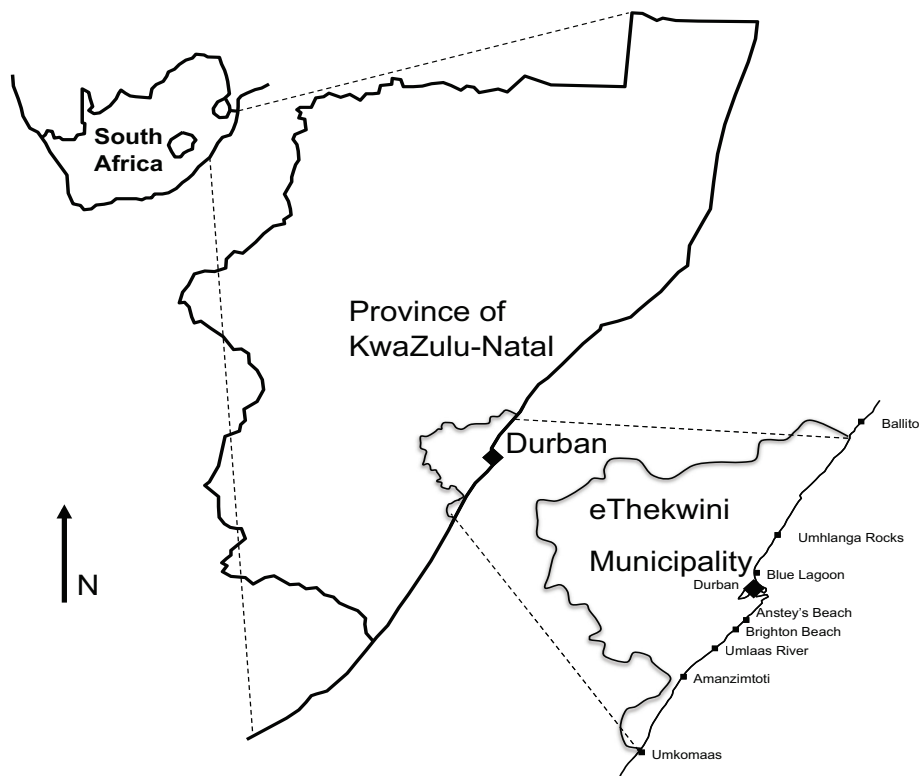 South
Africa
Province of
KwaZulu-Natal
Durban
Ballito
eThekwini
Umhlanga Rocks
Municipality
Blue Lagoon
Durban
Anstey's Beach
Brighton Beach
Umlaas River
Amanzimtoti
Umkomaas
N